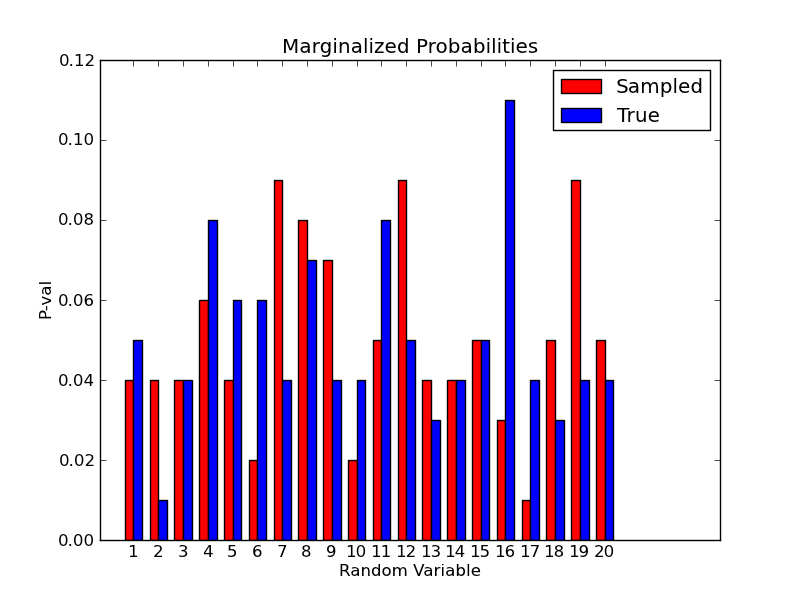 Marginalized Probabilities
Sampled
True
0.12
0.10
0.08
0.06
0.04
0.02
0.00
P-val
1 2 3 4 5 6 7 8 9 10 11 12 13 14 15 16 17 18 19 20
Random Variable